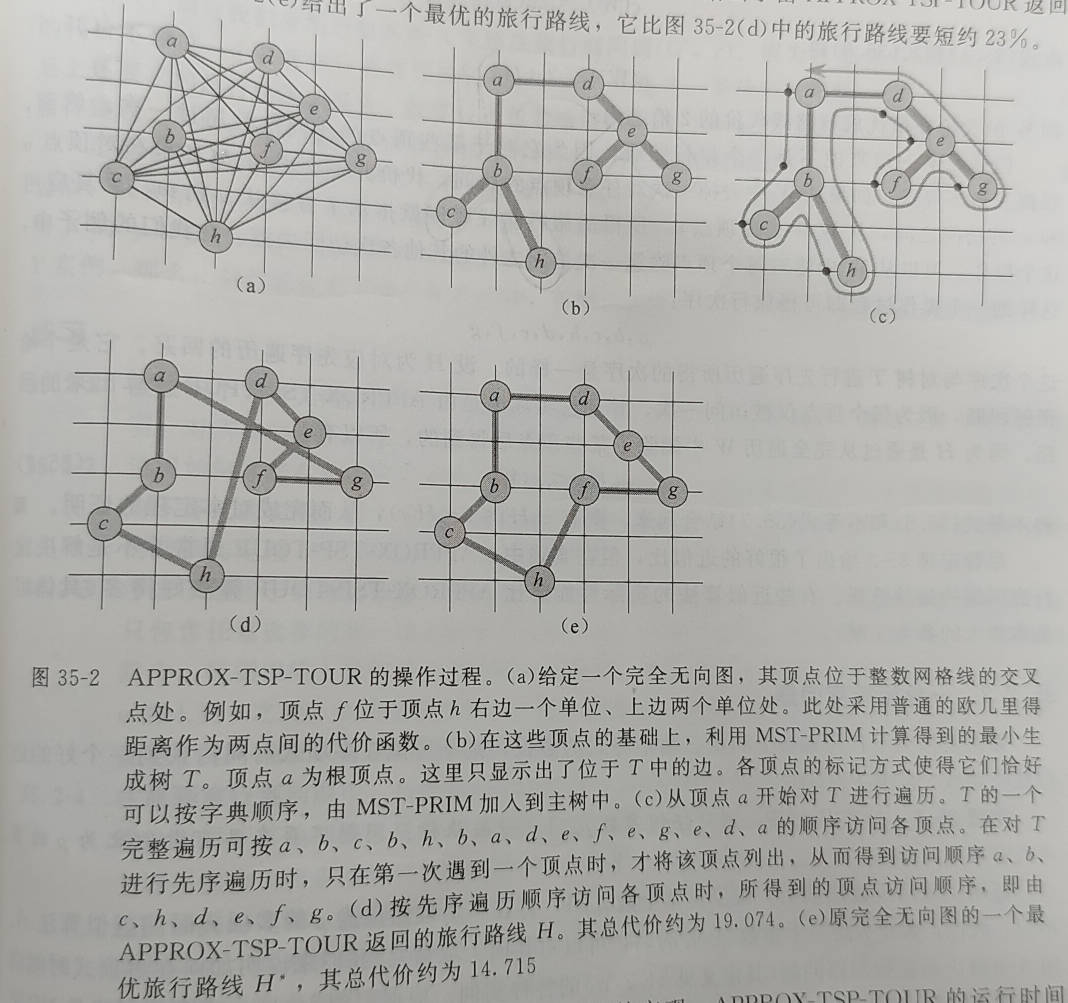 2(e)给出了一个最优的旅行路线，它比图 35-2(d)中的旅行路线要短约 23%。
a
d
e
b
f
g
c
h
(a)
a
d
e
b
f
g
c
h
(b)
a
d
e
b
f
g
c
h
(c)
a
d
e
b
f
g
c
h
(d)
a
d
e
b
f
g
c
h
(e)
图 35-2 APPROX-TSP-TOUR 的操作过程。(a)给定一个完全无向图，其顶点位于整数网格线的交叉
点处。例如，顶点 f 位于顶点 h 右边一个单位、上边两个单位处。此处采用普通的欧几里得
距离作为两点间的代价函数。(b)在这些顶点的基础上，利用 MST-PRIM 计算得到的最小生
成树 T。顶点 a 为根顶点。这里只显示出了位于 T 中的边。各顶点的标记方式使得它们恰好
可以按字典顺序，由 MST-PRIM 加入到主树中。(c)从顶点 a 开始对 T 进行遍历。T 的一个
完整遍历可按 a、b、c、b、h、b、a、d、e、f、e、g、e、d、a 的顺序访问各顶点。在对 T
进行先序遍历时，只在第一次遇到一个顶点时，才将该顶点列出，从而得到访问顺序 a、b、
c、h、d、e、f、g。(d)按先序遍历顺序访问各顶点时，所得到的顶点访问顺序，即由
APPROX-TSP-TOUR 返回的旅行路线 H。其总代价约为 19.074。(e)原完全无向图的一个最
优旅行路线 H*，其总代价约为 14.715
APPROX-TSP-TOUR 的运行时间